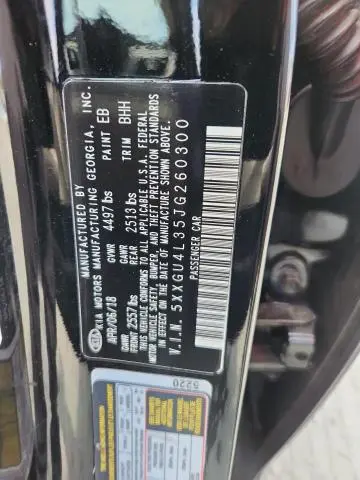 MANUFACTURED BY
KIA MOTORS MANUFACTURING GEORGIA, INC.
APR/06/18 GVWR 4497 lbs PAINT EB
GAWR FRONT 2557 lbs GAWR REAR 2513 lbs TRIM BHH
THIS VEHICLE CONFORMS TO ALL APPLICABLE U.S.A. FEDERAL
MOTOR VEHICLE SAFETY, BUMPER, AND THEFT PREVENTION STANDARDS
IN EFFECT ON THE DATE OF MANUFACTURE SHOWN ABOVE.
V.I.N. 5XXGU4L35JG260300
PASSENGER CAR
5220